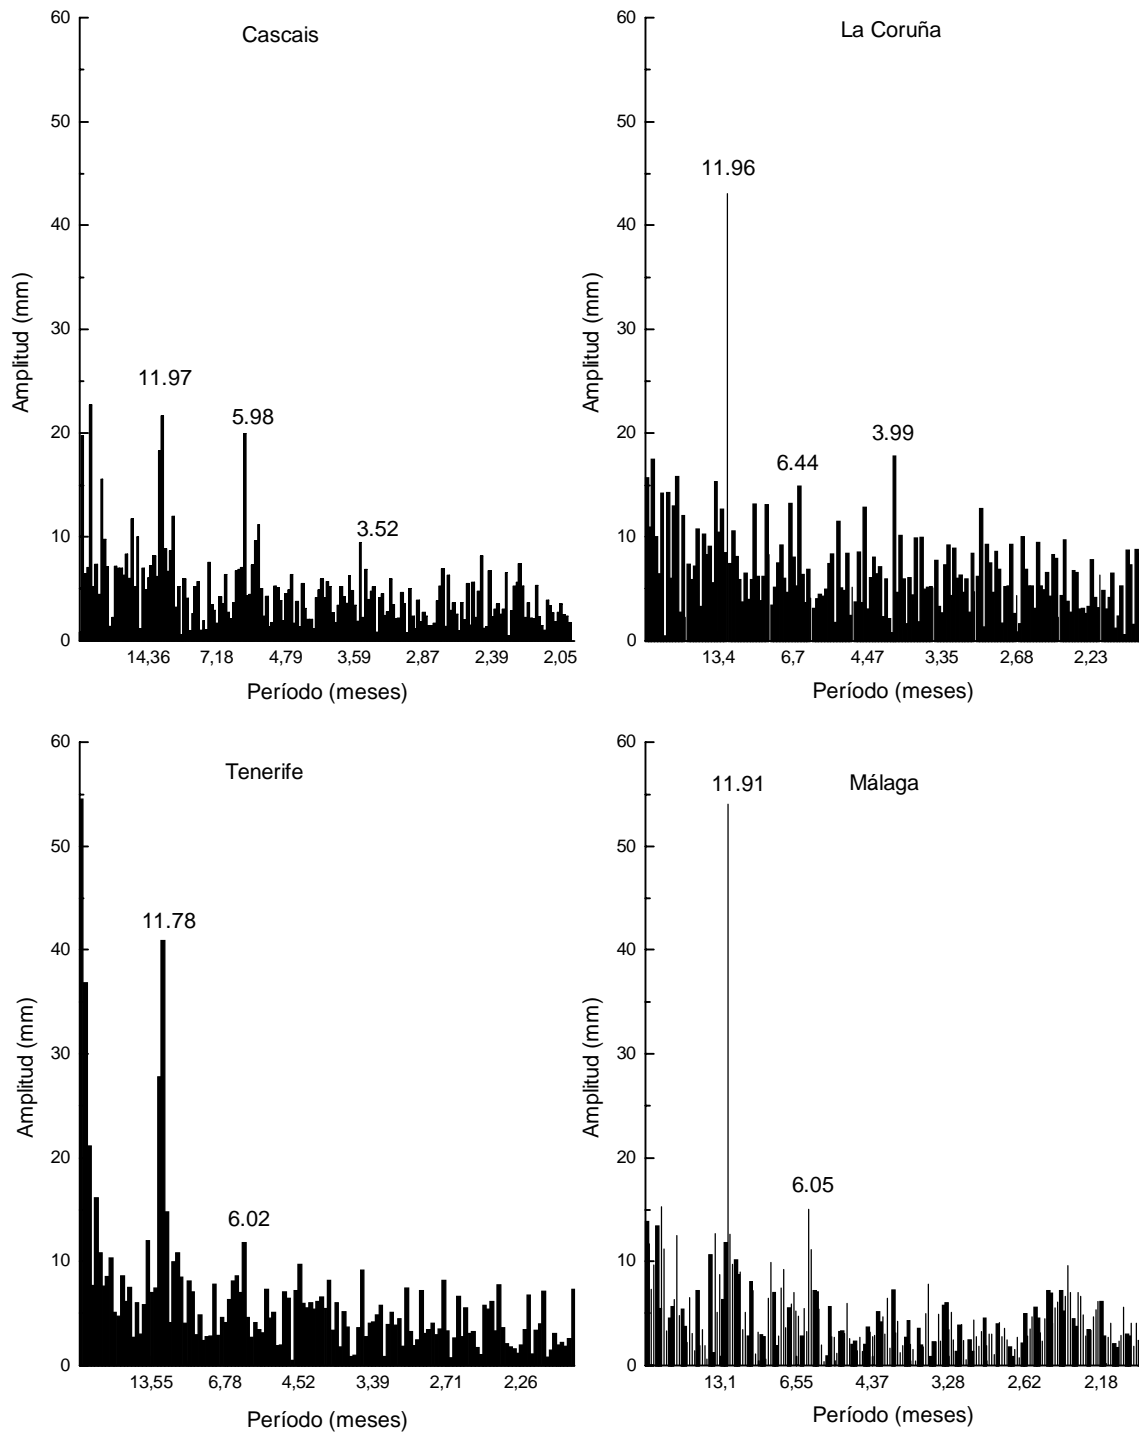 Cascais
60
50
40
30
20
10
0
Amplitud (mm)
11.97
5.98
3.52
14,36 7,18 4,79 3,59 2,87 2,39 2,05
Período (meses)
La Coruña
60
50
40
30
20
10
0
Amplitud (mm)
11.96
6.44
3.99
13,4 6,7 4,47 3,35 2,68 2,23
Período (meses)
Tenerife
60
50
40
30
20
10
0
Amplitud (mm)
11.78
6.02
13,55 6,78 4,52 3,39 2,71 2,26
Período (meses)
Málaga
60
50
40
30
20
10
0
Amplitud (mm)
11.91
6.05
13,1 6,55 4,37 3,28 2,62 2,18
Período (meses)